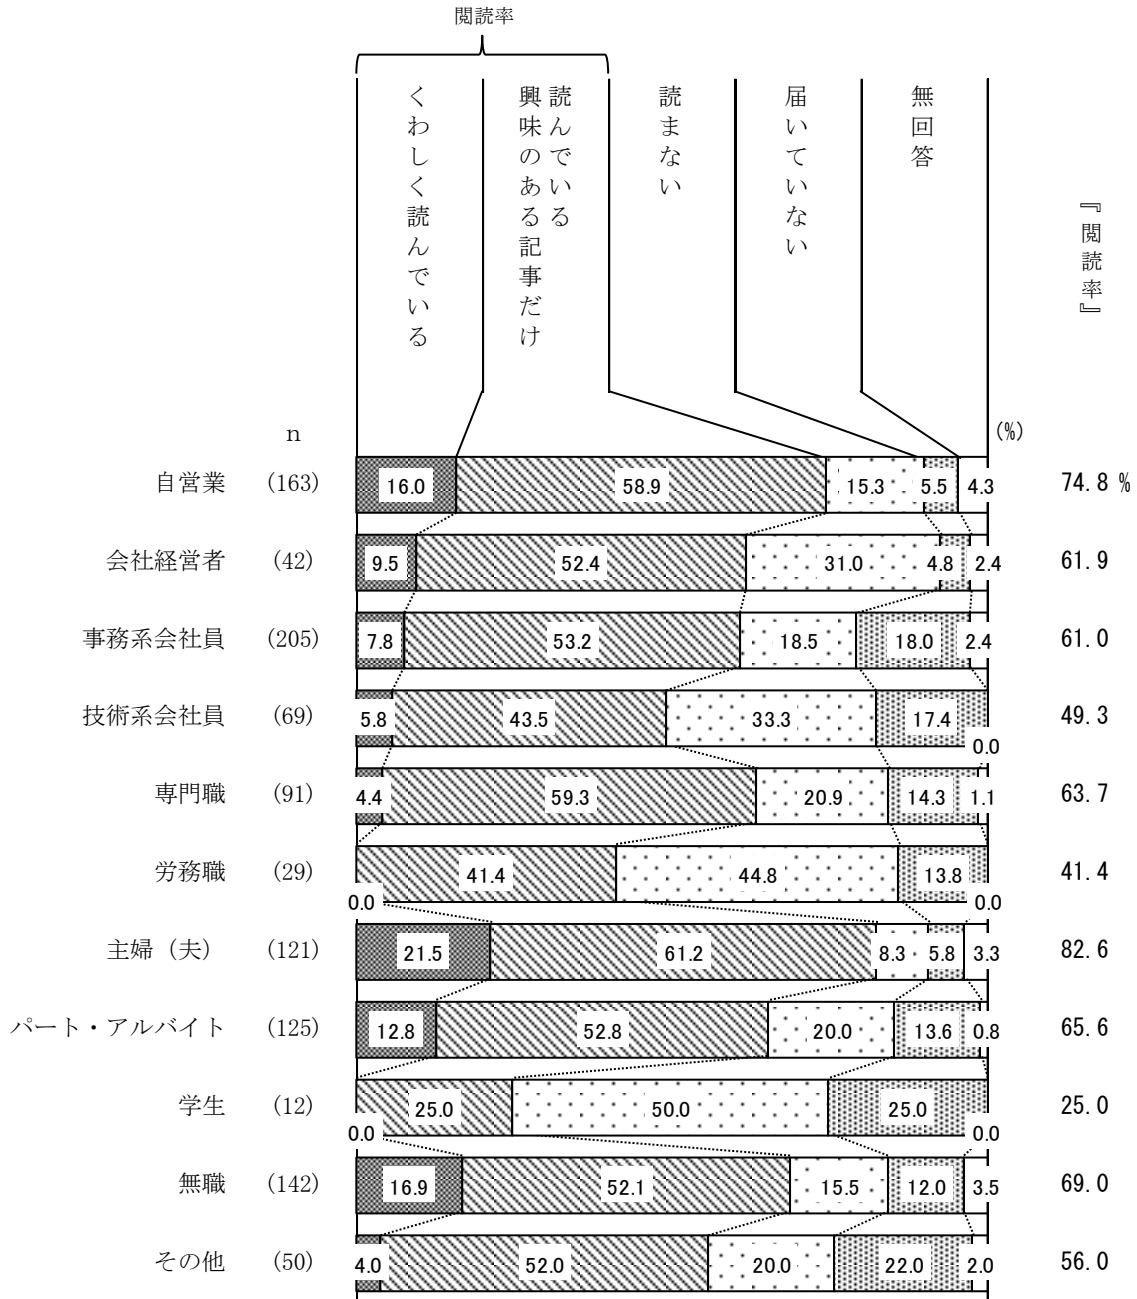 閲読率
くわしく読んでいる
興味のある記事だけ
読んでいる
読まない
届いていない
無回答
『閲読率』
n
(%)
自営業 (163) 16.0 58.9 15.3 5.5 4.3 74.8 %
会社経営者 (42) 9.5 52.4 31.0 4.8 2.4 61.9
事務系会社員 (205) 7.8 53.2 18.5 18.0 2.4 61.0
技術系会社員 (69) 5.8 43.5 33.3 17.4 0.0 49.3
専門職 (91) 4.4 59.3 20.9 14.3 1.1 63.7
労務職 (29) 0.0 41.4 44.8 13.8 0.0 41.4
主婦（夫） (121) 21.5 61.2 8.3 5.8 3.3 82.6
パート・アルバイト (125) 12.8 52.8 20.0 13.6 0.8 65.6
学生 (12) 0.0 25.0 50.0 25.0 0.0 25.0
無職 (142) 16.9 52.1 15.5 12.0 3.5 69.0
その他 (50) 4.0 52.0 20.0 22.0 2.0 56.0